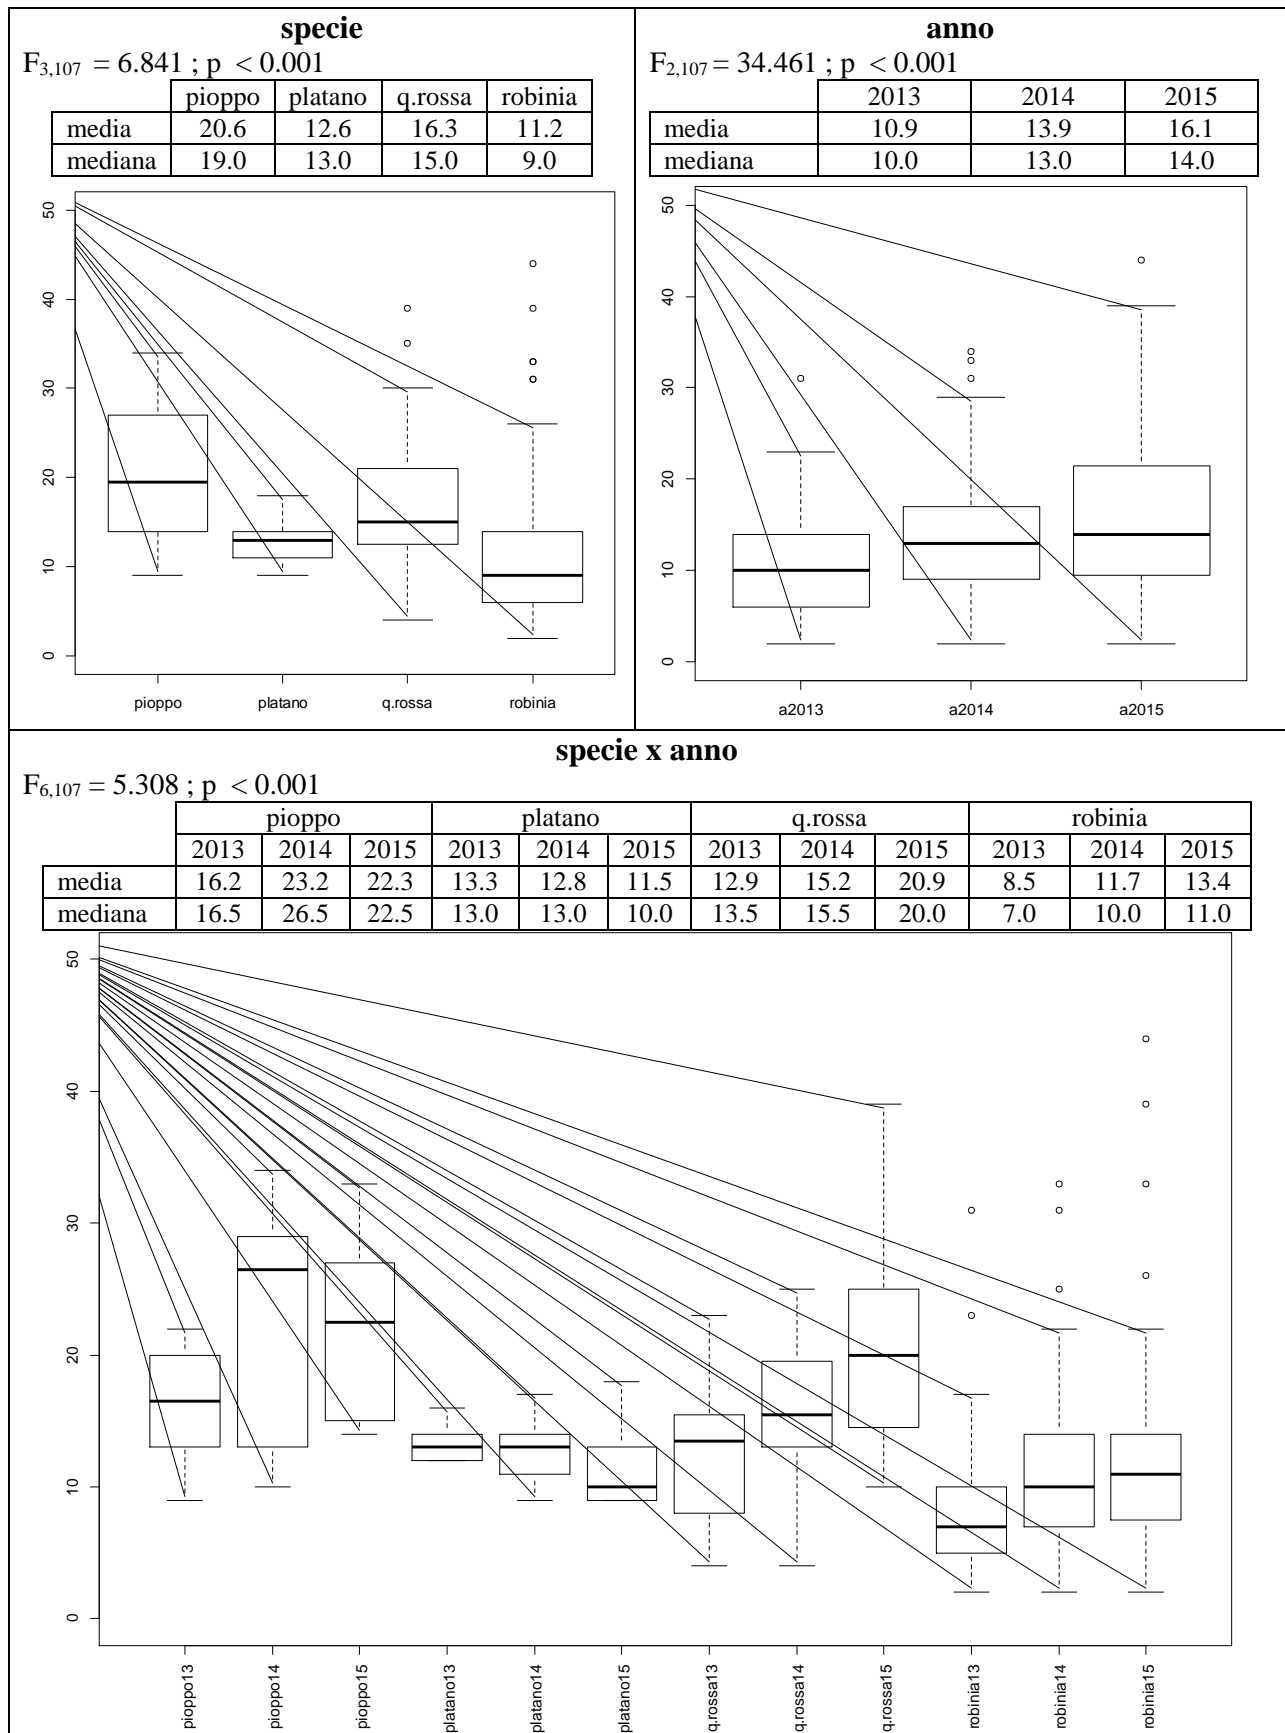 specie
F3,107 = 6.841 ; p < 0.001
pioppo platano q.rossa robinia
media 20.6 12.6 16.3 11.2
mediana 19.0 13.0 15.0 9.0
50
40
30
20
10
0
pioppo platano q.rossa robinia
anno
F2,107 = 34.461 ; p < 0.001
2013 2014 2015
media 10.9 13.9 16.1
mediana 10.0 13.0 14.0
50
40
30
20
10
0
a2013 a2014 a2015
specie x anno
F6,107 = 5.308 ; p < 0.001
pioppo platano q.rossa robinia
2013 2014 2015 2013 2014 2015 2013 2014 2015 2013 2014 2015
media 16.2 23.2 22.3 13.3 12.8 11.5 12.9 15.2 20.9 8.5 11.7 13.4
mediana 16.5 26.5 22.5 13.0 13.0 10.0 13.5 15.5 20.0 7.0 10.0 11.0
50
40
30
20
10
0
pioppo13 pioppo14 pioppo15 platano13 platano14 platano15 q.rossa13 q.rossa14 q.rossa15 robinia13 robinia14 robinia15